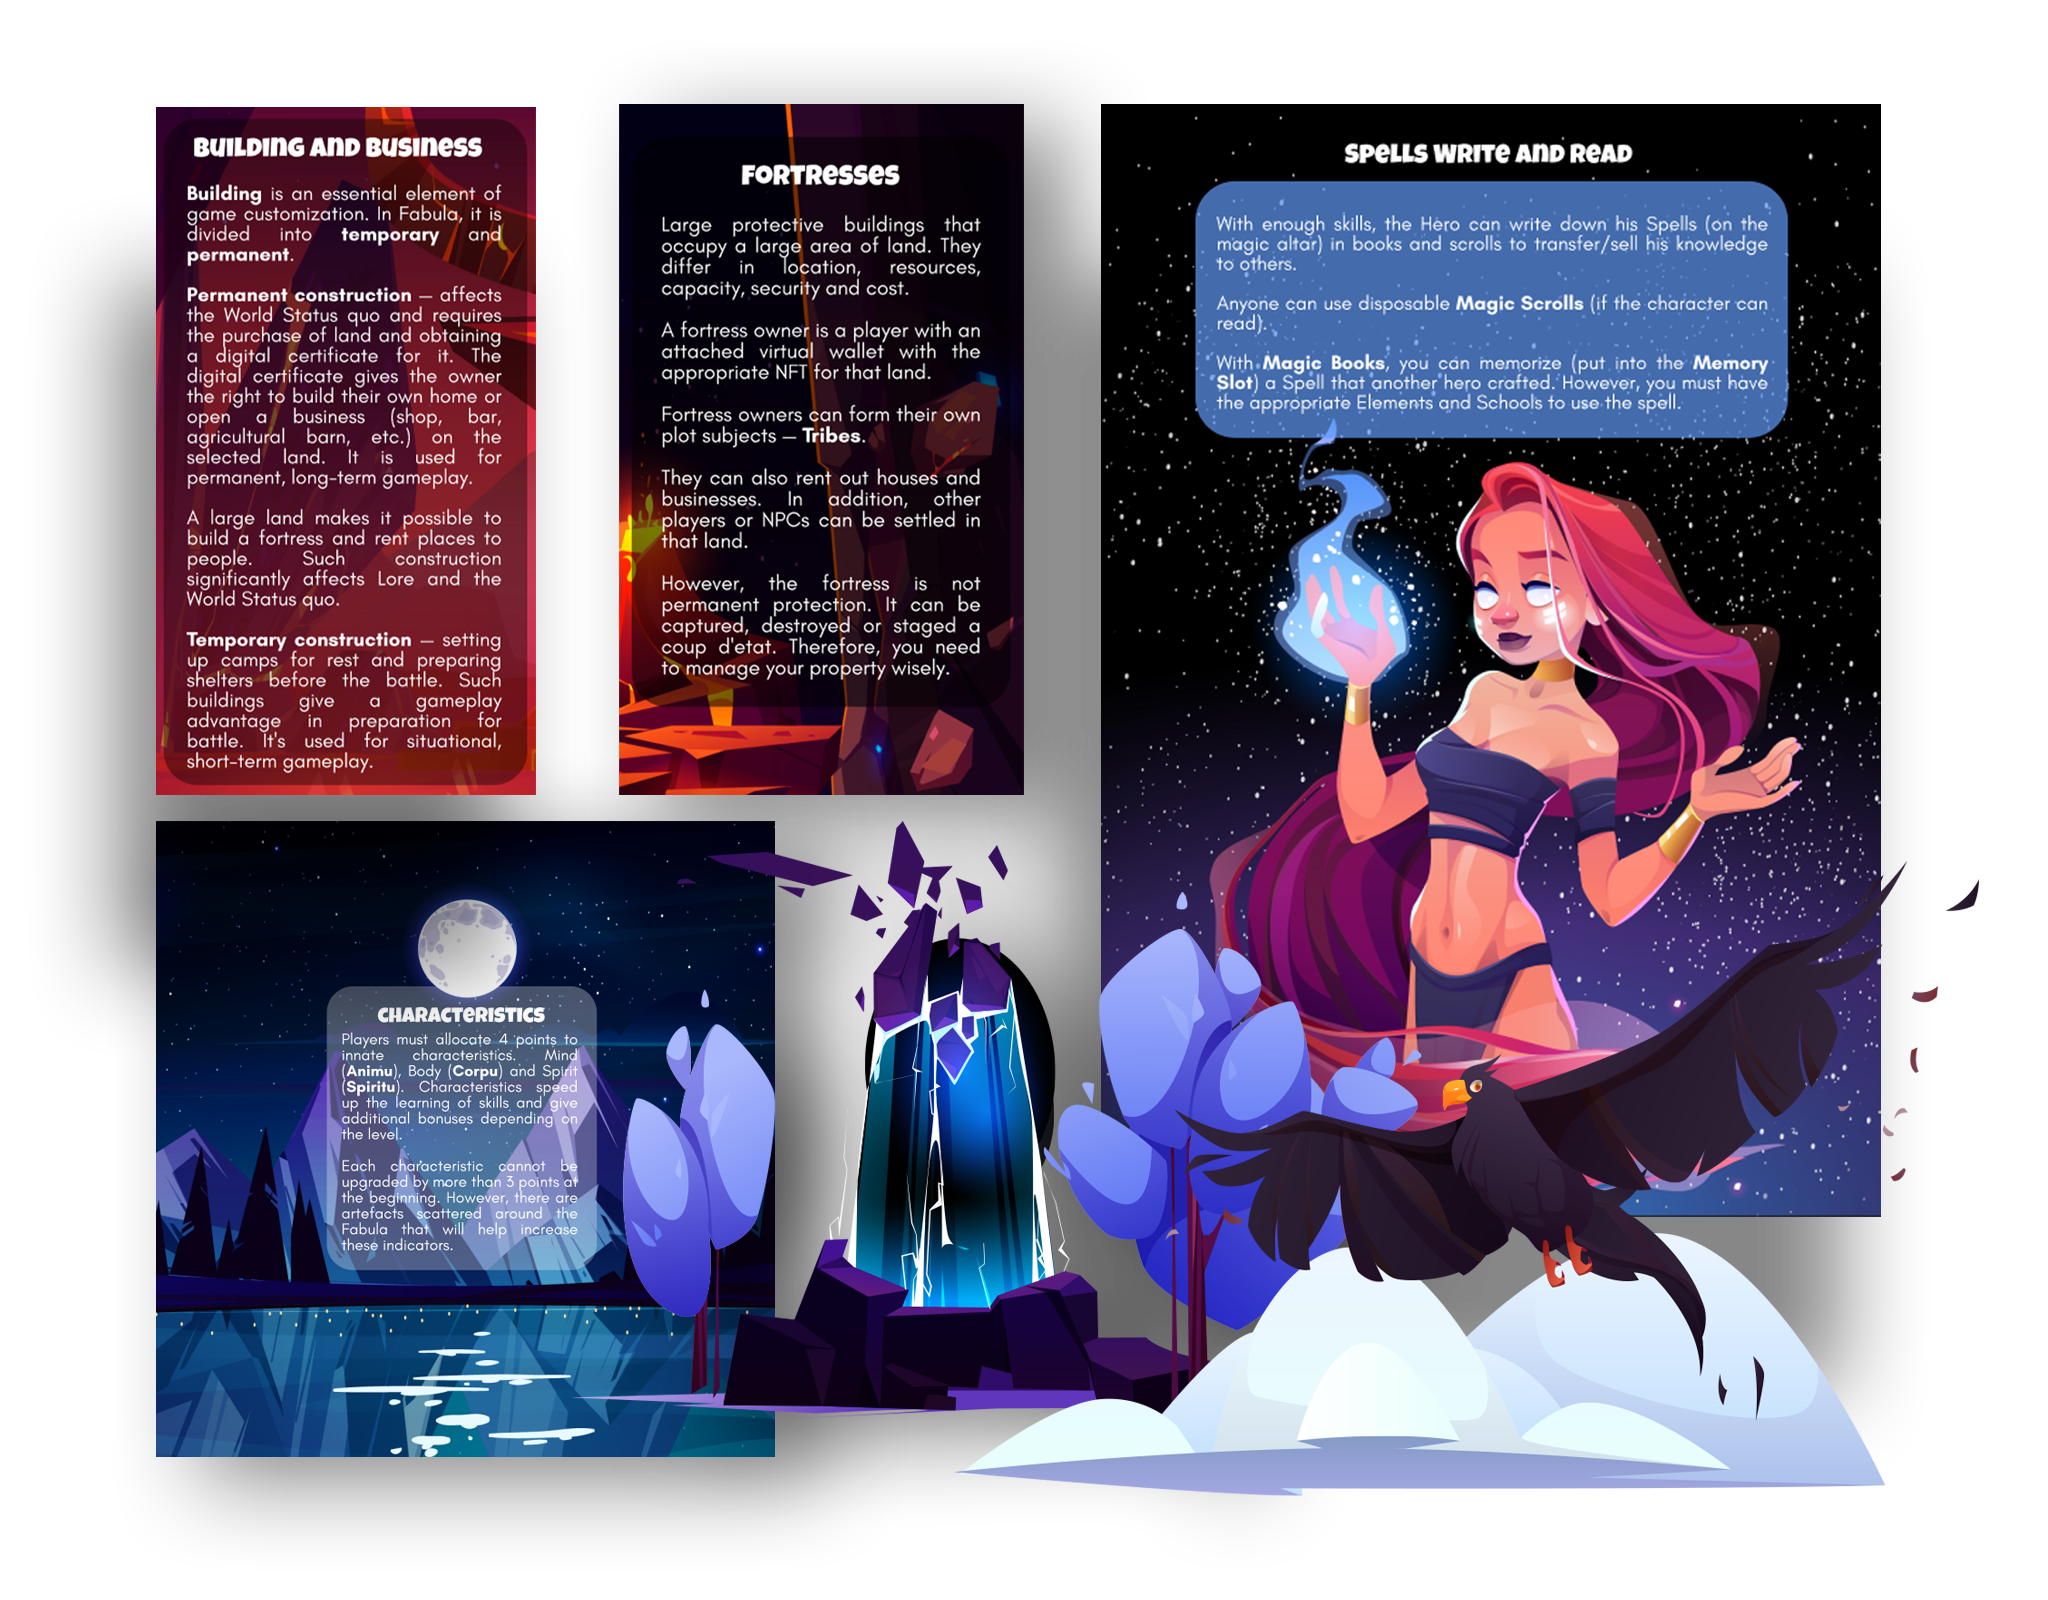 Building and Business
Building is an essential element of
game customization. In Fabula, it is
divided into temporary and
permanent.
Permanent construction – affects
the World Status quo and requires
the purchase of land and obtaining
a digital certificate for it. The
digital certificate gives the owner
the right to build their own home or
open a business (shop, bar,
agricultural barn, etc.) on the
selected land. It is used for
permanent, long-term gameplay.
A large land makes it possible to
build a fortress and rent places to
people. Such construction
significantly affects Lore and the
World Status quo.
Temporary construction – setting
up camps for rest and preparing
shelters before the battle. Such
buildings give a gameplay
advantage in preparation for
battle. It's used for situational,
short-term gameplay.
Fortresses
Large protective buildings that
occupy a large area of land. They
differ in location, resources,
capacity, security and cost.
A fortress owner is a player with an
attached virtual wallet with the
appropriate NFT for that land.
Fortress owners can form their own
plot subjects – Tribes.
They can also rent out houses and
businesses. In addition, other
players or NPCs can be settled in
that land.
However, the fortress is not
permanent protection. It can be
captured, destroyed or staged a
coup d'etat. Therefore, you need
to manage your property wisely.
Spells write and read
With enough skills, the Hero can write down his Spells (on the
magic altar) in books and scrolls to transfer/sell his knowledge
to others.
Anyone can use disposable Magic Scrolls (if the character can
read).
With Magic Books, you can memorize (put into the Memory
Slot) a Spell that another hero crafted. However, you must have
the appropriate Elements and Schools to use the spell.
Characteristics
Players must allocate 4 points to
innate characteristics. Mind
(Animu), Body (Corpu) and Spirit
(Spiritu). Characteristics speed
up the learning of skills and give
additional bonuses depending on
the level.
Each characteristic cannot be
upgraded by more than 3 points at
the beginning. However, there are
artefacts scattered around the
Fabula that will help increase
these indicators.